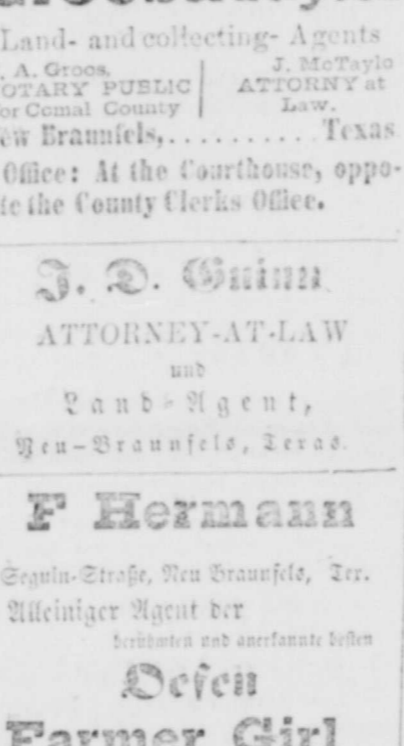 Land- and collecting- Agents
. A. Groos,
OTARY PUBLIC
or Comal County
J. McTaylo
ATTORNY at
Law.
ew Braunfels,.......... Texas
Office: At the Courthouse, oppo-
te the County Clerks Office.
J. D. Guinn
ATTORNEY-AT-LAW
und
Land-Agent,
Neu-Braunfels, Texas.
F Hermann
Seguin-Straße, Neu Braunfels, Tex.
Alleiniger Agent der
berühmten und anerkannte besten
Oefen
Farmer Girl